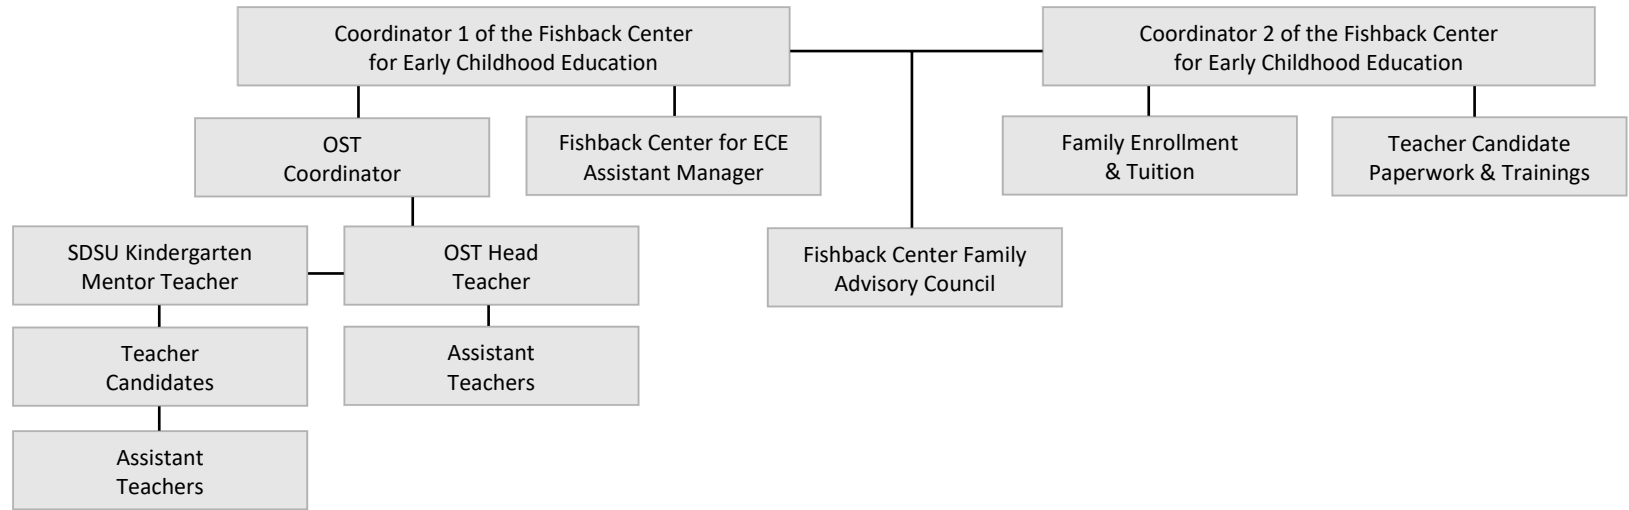 Coordinator 1 of the Fishback Center
for Early Childhood Education
Coordinator 2 of the Fishback Center
for Early Childhood Education
OST
Coordinator
Fishback Center for ECE
Assistant Manager
Family Enrollment
& Tuition
Teacher Candidate
Paperwork & Trainings
SDSU Kindergarten
Mentor Teacher
OST Head
Teacher
Fishback Center Family
Advisory Council
Teacher
Candidates
Assistant
Teachers
Assistant
Teachers